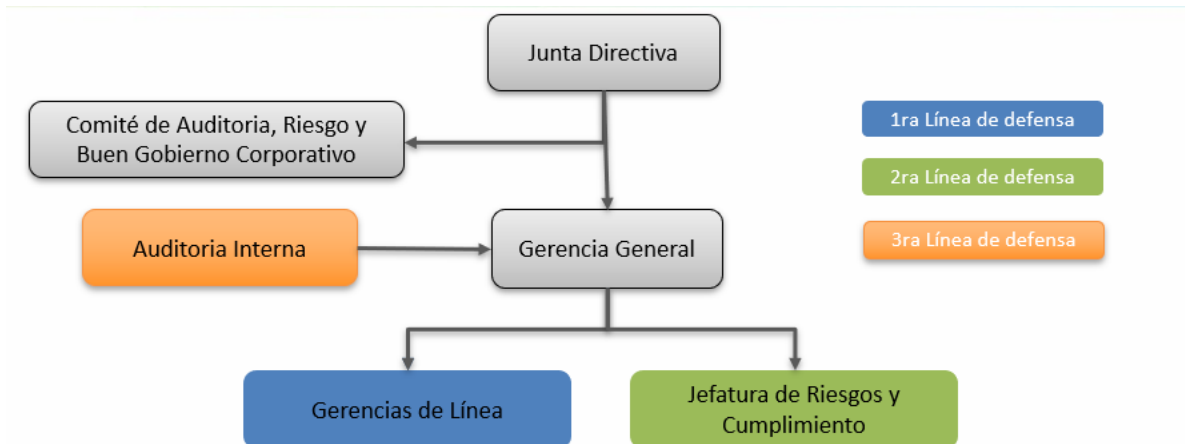 Junta Directiva
Comité de Auditoria, Riesgo y
Buen Gobierno Corporativo
1ra Línea de defensa
2ra Línea de defensa
Auditoria Interna
Gerencia General
3ra Línea de defensa
Gerencias de Línea
Jefatura de Riesgos y
Cumplimiento